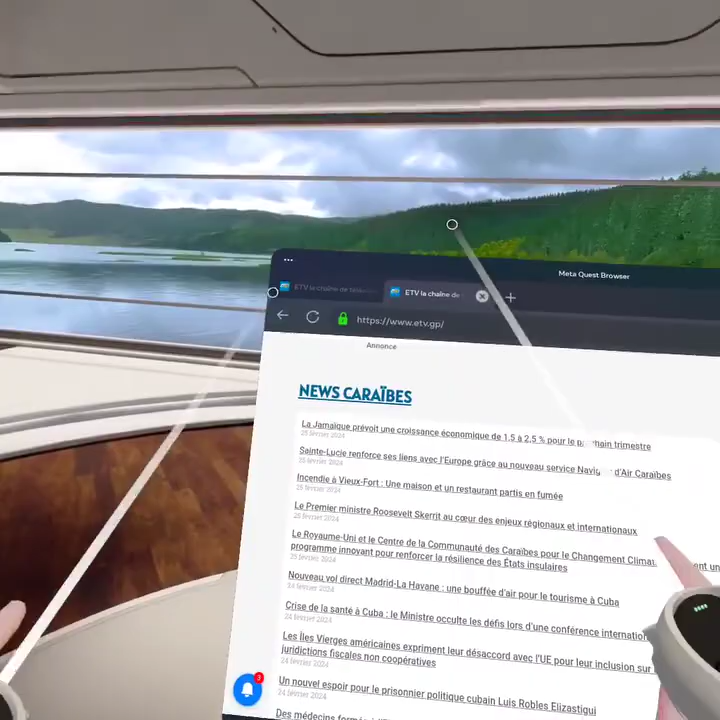 Meta Quest Browser
ETV la chaîne de
ETV la chaîne de
https://www.etv.gp/
Annonce
NEWS CARAÏBES
La Jamaïque prévoit une croissance économique de 1,5 à 2,5 % pour le trimestre
25 février 2024
Sainte-Lucie renforce ses liens avec l'Europe grâce au nouveau service d'Air Caraïbes
25 février 2024
Incendie à Vieux-Fort : Une maison et un restaurant partis en fumée
25 février 2024
Le Premier ministre Roosevelt Skerrit au cœur des enjeux régionaux et internationaux
25 février 2024
Le Royaume-Uni et le Centre de la Communauté des Caraïbes pour le Changement
programme innovant pour renforcer la résilience des États insulaires
25 février 2024
Nouveau vol direct Madrid-La Havane : une bouffée d'air pour le tourisme à Cuba
24 février 2024
Crise de la santé à Cuba : le Ministre occulte les défis lors d'une conférence
24 février 2024
Les Îles Vierges américaines expriment leur désaccord avec l'UE pour leur inclusion sur
juridictions fiscales non coopératives
24 février 2024
Un nouvel espoir pour le prisonnier politique cubain Luis Robles Elizastigui
24 février 2024
Des médecins
3